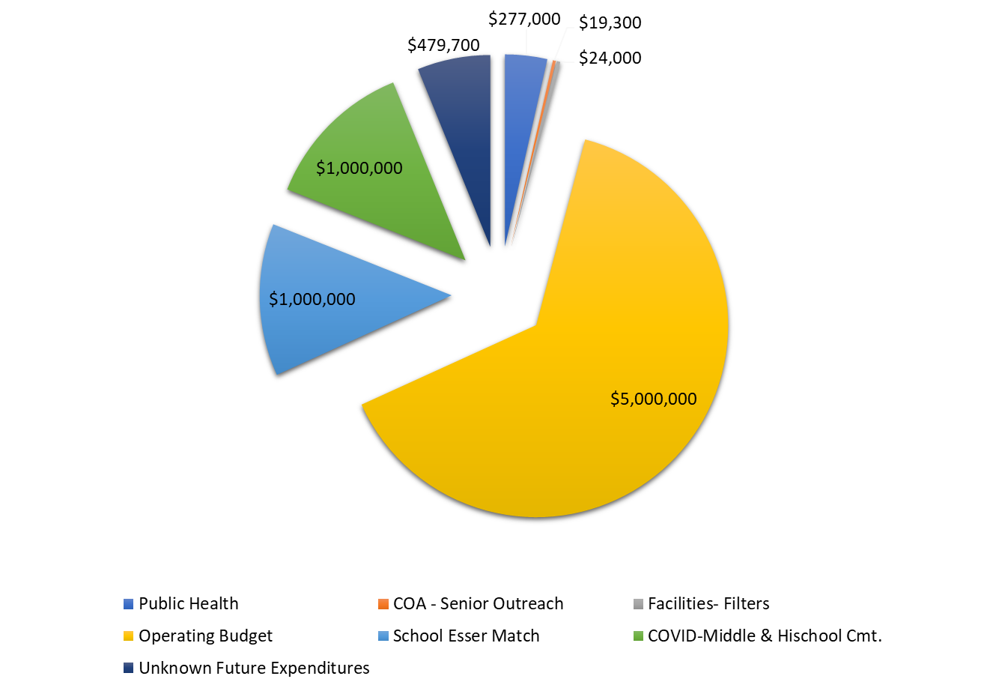 $277,000
$19,300
$479,700
$24,000
$1,000,000
$1,000,000
$5,000,000
Public Health
COA - Senior Outreach
Facilities- Filters
Operating Budget
School Esser Match
COVID-Middle & Hischool Cmt.
Unknown Future Expenditures